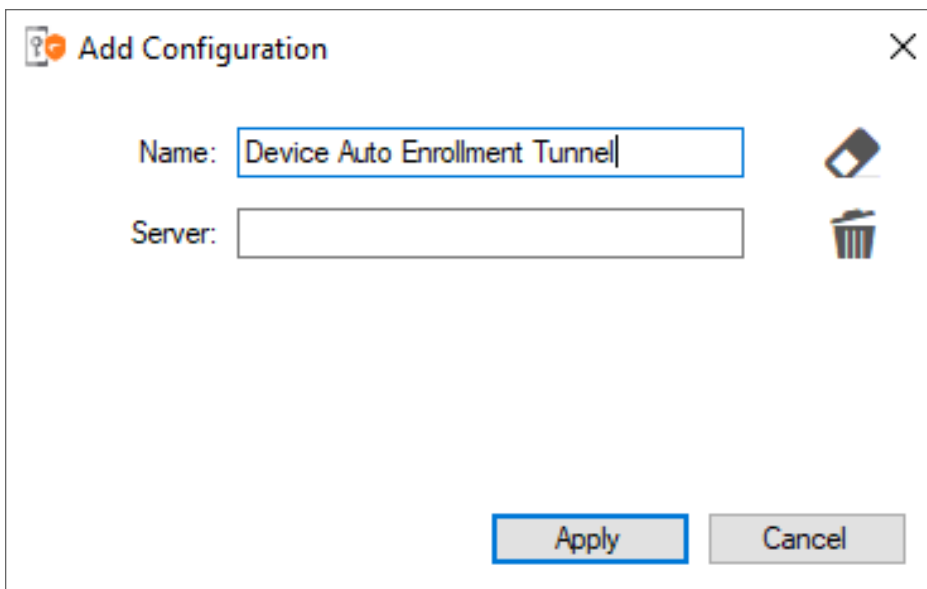 Add Configuration
Name: Device Auto Enrollment Tunnel
Server:
Apply Cancel